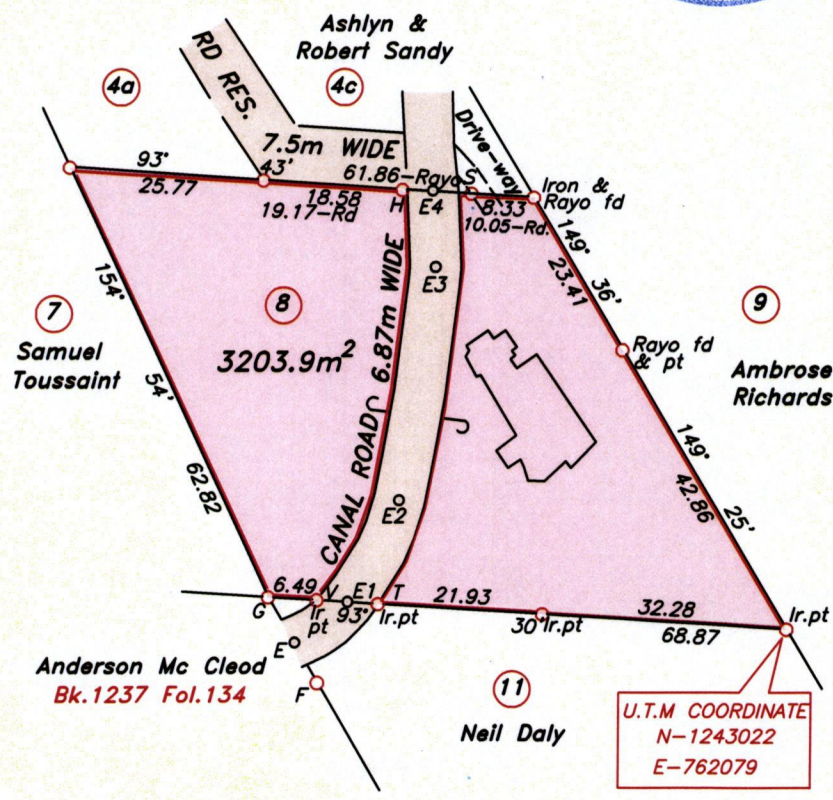 Ashlyn &
Robert Sandy
4a
4c
RD RES.
7.5m WIDE
Drive-way
93°
43'
61.86-Rayo
S
Iron &
Rayo fd
25.77
18.58
19.17-Rd
H
E4
8.33
10.05-Rd.
149°
36'
23.41
E3
154°
54'
62.82
7
Samuel
Toussaint
8
3203.9m²
CANAL ROAD 6.87m WIDE
9
Ambrose
Richards
Rayo fd
& pt
149°
25'
42.86
E2
6.49
V
E1
T
21.93
32.28
G
Ir
pt
93°
Ir.pt
30'
Ir.pt
68.87
Ir.pt
E
F
Anderson Mc Cleod
Bk.1237 Fol.134
11
Neil Daly
U.T.M COORDINATE
N-1243022
E-762079